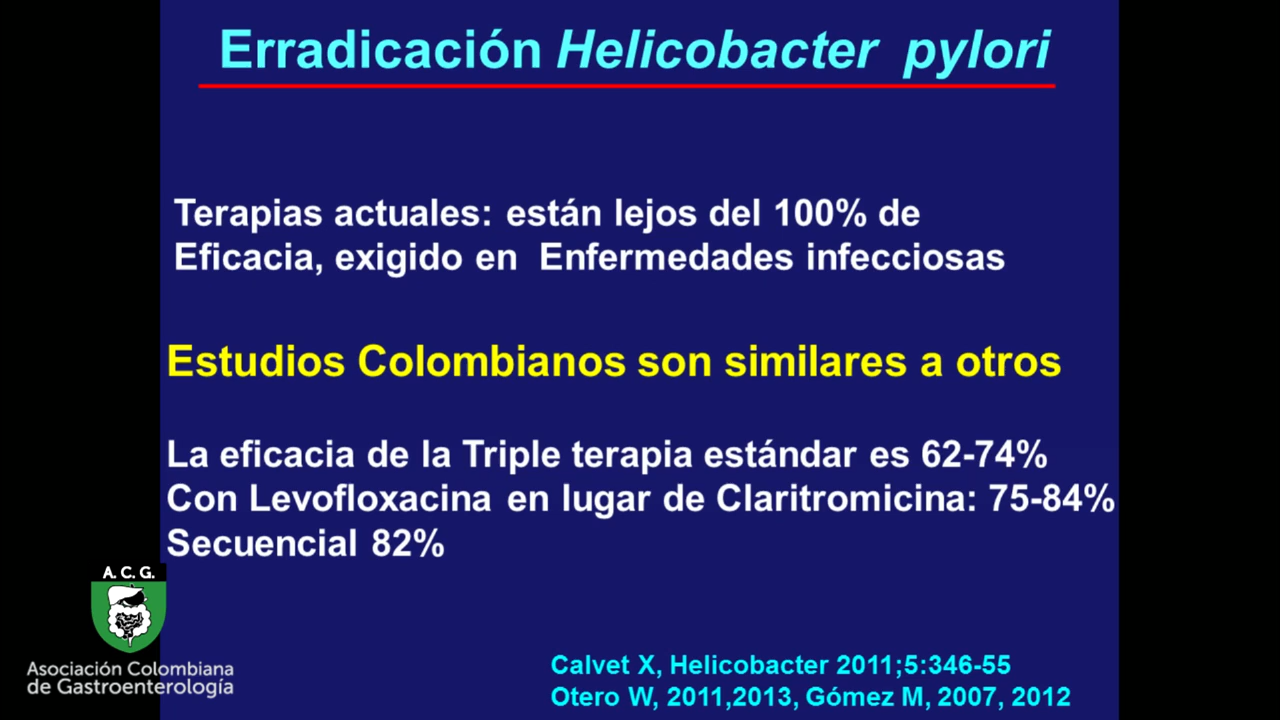 Erradicación Helicobacter pylori
Terapias actuales: están lejos del 100% de
Eficacia, exigido en Enfermedades infecciosas
Estudios Colombianos son similares a otros
La eficacia de la Triple terapia estándar es 62-74%
Con Levofloxacina en lugar de Claritromicina: 75-84%
Secuencial 82%
A. C. G.
Asociación Colombiana
de Gastroenterología
Calvet X, Helicobacter 2011;5:346-55
Otero W, 2011,2013, Gómez M, 2007, 2012